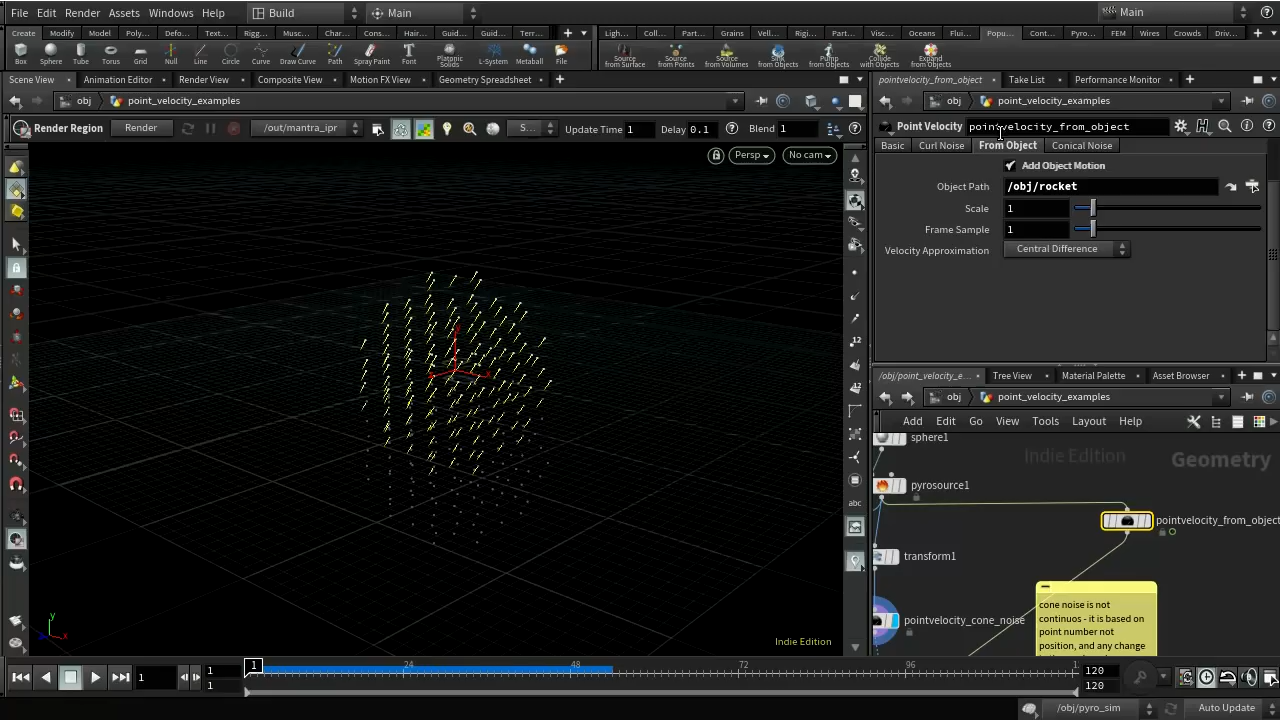 File Edit Render Assets Windows Help Build Main Main
Create Modify Model Poly... Defo... Text... Rigg... Musc... Char... Cons... Hair... Guid... Guid... Terr... Ligh... Coll... Part... Grains Vell... Rigi... Part... Visc... Oceans Flui... Popu... Cont... Pyro... FEM Wires Crowds Driv...
Box Sphere Tube Torus Grid Null Line Circle Curve Draw Curve Path Spray Paint Font Platonic Solids L-System Metaball File Source from Surface Source from Points Source from Volumes Sink from Objects Pump from Objects Collide with Objects Expand from Objects
Scene View Animation Editor Render View Composite View Motion FX View Geometry Spreadsheet pointvelocity_from_object Take List Performance Monitor
obj point_velocity_examples obj point_velocity_examples
Render Region Render /out/mantra_ipr S... Update Time 1 Delay 0.1 Blend 1
Point Velocity pointvelocity_from_object
Basic Curl Noise From Object Conical Noise
Persp No cam
Add Object Motion
Object Path /obj/rocket
Scale 1
Frame Sample 1
Velocity Approximation Central Difference
/obj/point_velocity_e... Tree View Material Palette Asset Browser
obj point_velocity_examples
Add Edit Go View Tools Layout Help
sphere1
Indie Edition Geometry
pyrosource1
pointvelocity_from_object
transform1
cone noise is not
continuos - it is based on
point number not
position, and any change
pointvelocity_cone_noise
12
abc
y
x
Indie Edition
1 1 1 1 24 48 72 96 1 120 120
/obj/pyro_sim Auto Update